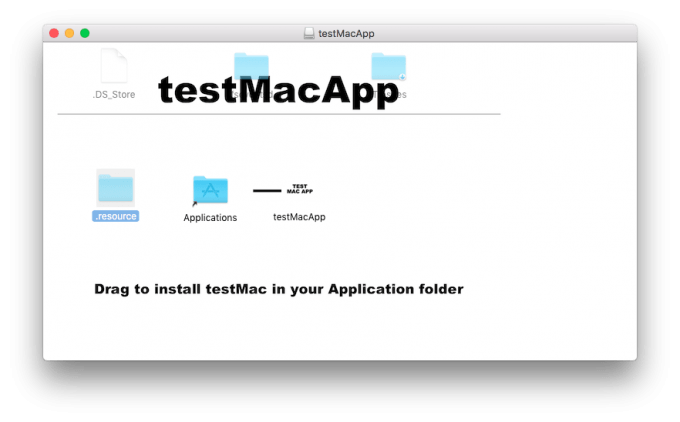 testMacApp
.DS_Store
testMacApp
.resource
Applications
TEST
MAC APP
testMacApp
Drag to install testMac in your Application folder